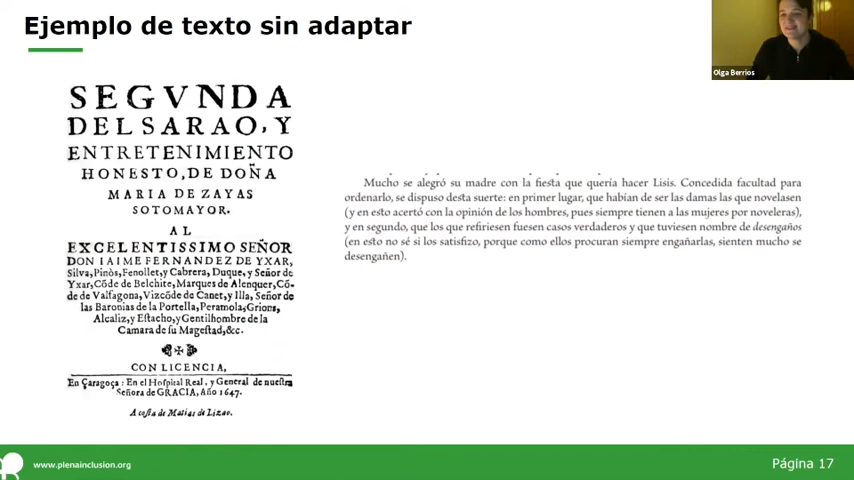 Ejemplo de texto sin adaptar
Olga Berrios
SEGVNDA
DEL SARAO, Y
ENTRETENIMIENTO
HONESTO, DE DOÑA
MARIA DE ZAYAS
SOTOMAYOR.
AL
EXCELENTISSIMO SEÑOR
DON IAIME FERNANDEZ DE YXAR,
Silva, Pinòs, Fenollet, y Cabrera, Duque, y Señor de
Yxar, Cõde de Belchite, Marques de Alenquer, Cõ-
de de Valfagona, Vizcõde de Canet, y Illa, Señor de
las Baronias de la Portella, Peramola, Grions,
Alcaliz, y Estacho, y Gentilhombre de la
Camara de su Magestad, &c.
CON LICENCIA,
En Çaragoça: En el Hospital Real, y General de nuestra
Señora de GRACIA, Año 1647.
A costa de Matias de Lizao.
Mucho se alegró su madre con la fiesta que quería hacer Lisis. Concedida facultad para
ordenarlo, se dispuso desta suerte: en primer lugar, que habían de ser las damas las que novelasen
(y en esto acertó con la opinión de los hombres, pues siempre tienen a las mujeres por noveleras),
y en segundo, que los que refiriesen fuesen casos verdaderos y que tuviesen nombre de desengaños
(en esto no sé si los satisfizo, porque como ellos procuran siempre engañarlas, sienten mucho se
desengañen).
www.plenainclusion.org
Página 17